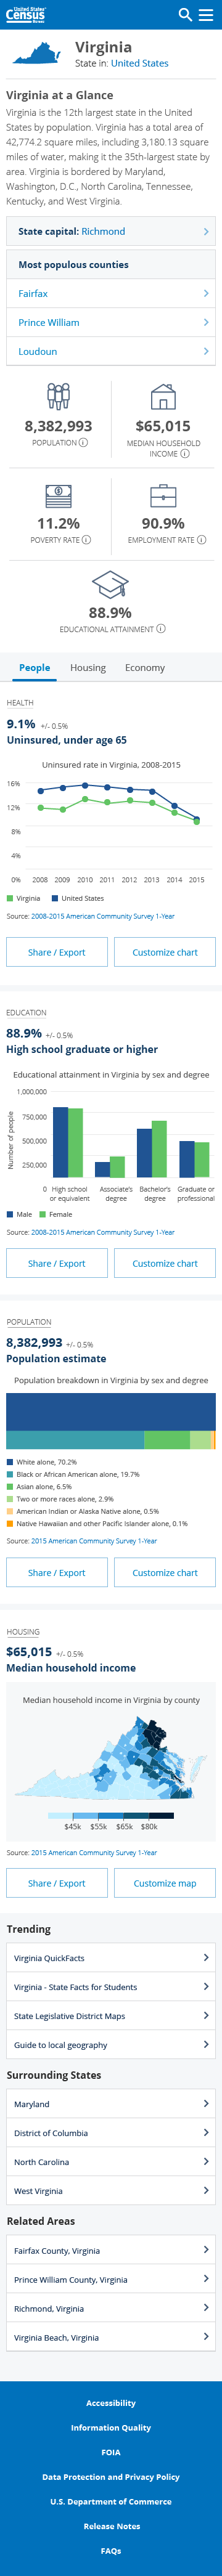 United States®
Census
Bureau
Virginia
State in: United States
Virginia at a Glance
Virginia is the 12th largest state in the United
States by population. Virginia has a total area of
42,774.2 square miles, including 3,180.13 square
miles of water, making it the 35th-largest state by
area. Virginia is bordered by Maryland,
Washington, D.C., North Carolina, Tennessee,
Kentucky, and West Virginia.
State capital: Richmond
Most populous counties
Fairfax
Prince William
Loudoun
8,382,993
POPULATION
$65,015
MEDIAN HOUSEHOLD
INCOME
11.2%
POVERTY RATE
90.9%
EMPLOYMENT RATE
88.9%
EDUCATIONAL ATTAINMENT
People Housing Economy
HEALTH
9.1% +/- 0.5%
Uninsured, under age 65
Uninsured rate in Virginia, 2008-2015
16%
12%
8%
4%
0% 2008 2009 2010 2011 2012 2013 2014 2015
Virginia United States
Source: 2008-2015 American Community Survey 1-Year
Share / Export Customize chart
EDUCATION
88.9% +/- 0.5%
High school graduate or higher
Educational attainment in Virginia by sex and degree
Number of people
1,000,000
750,000
500,000
250,000
0 High school Associate's Bachelor's Graduate or
or equivalent degree degree professional
Male Female
Source: 2008-2015 American Community Survey 1-Year
Share / Export Customize chart
POPULATION
8,382,993 +/- 0.5%
Population estimate
Population breakdown in Virginia by sex and degree
White alone, 70.2%
Black or African American alone, 19.7%
Asian alone, 6.5%
Two or more races alone, 2.9%
American Indian or Alaska Native alone, 0.5%
Native Hawaiian and other Pacific Islander alone, 0.1%
Source: 2015 American Community Survey 1-Year
Share / Export Customize chart
HOUSING
$65,015 +/- 0.5%
Median household income
Median household income in Virginia by county
$45k $55k $65k $80k
Source: 2015 American Community Survey 1-Year
Share / Export Customize map
Trending
Virginia QuickFacts
Virginia - State Facts for Students
State Legislative District Maps
Guide to local geography
Surrounding States
Maryland
District of Columbia
North Carolina
West Virginia
Related Areas
Fairfax County, Virginia
Prince William County, Virginia
Richmond, Virginia
Virginia Beach, Virginia
Accessibility
Information Quality
FOIA
Data Protection and Privacy Policy
U.S. Department of Commerce
Release Notes
FAQs